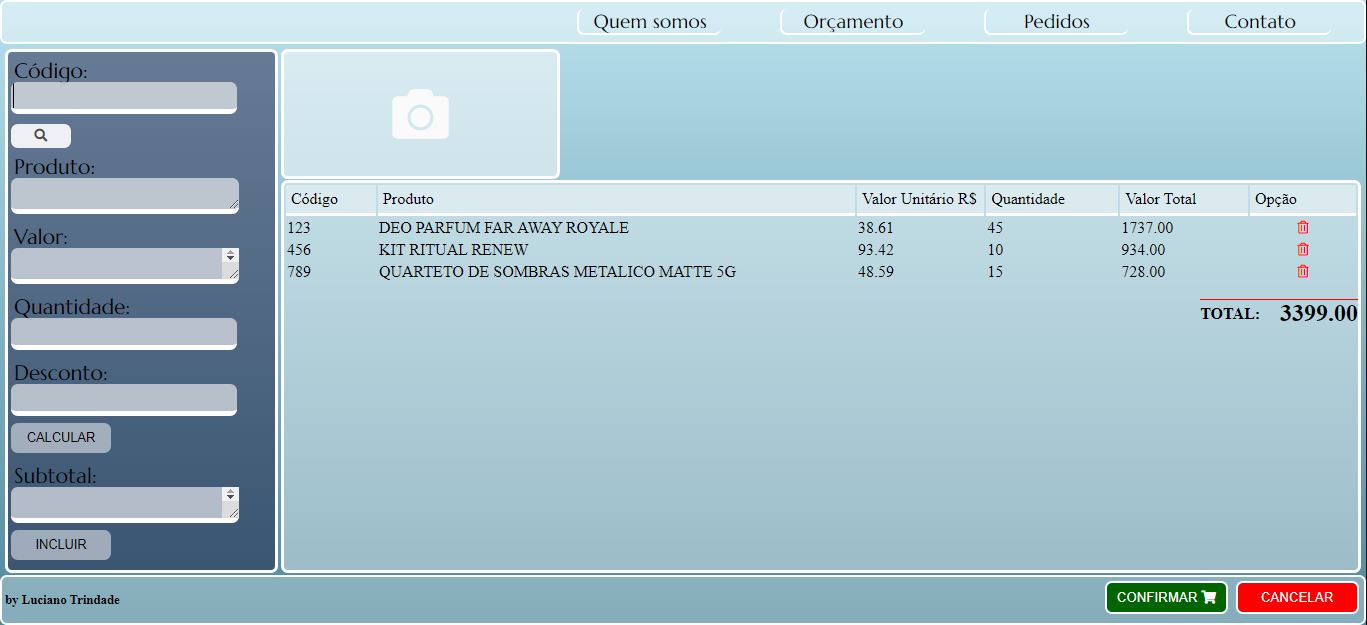 Quem somos Orçamento Pedidos Contato
Código:
Produto:
Valor:
Quantidade:
Desconto:
CALCULAR
Subtotal:
INCLUIR
Código Produto Valor Unitário R$ Quantidade Valor Total Opção
123 DEO PARFUM FAR AWAY ROYALE 38.61 45 1737.00
456 KIT RITUAL RENEW 93.42 10 934.00
789 QUARTETO DE SOMBRAS METALICO MATTE 5G 48.59 15 728.00
TOTAL: 3399.00
by Luciano Trindade CONFIRMAR CANCELAR